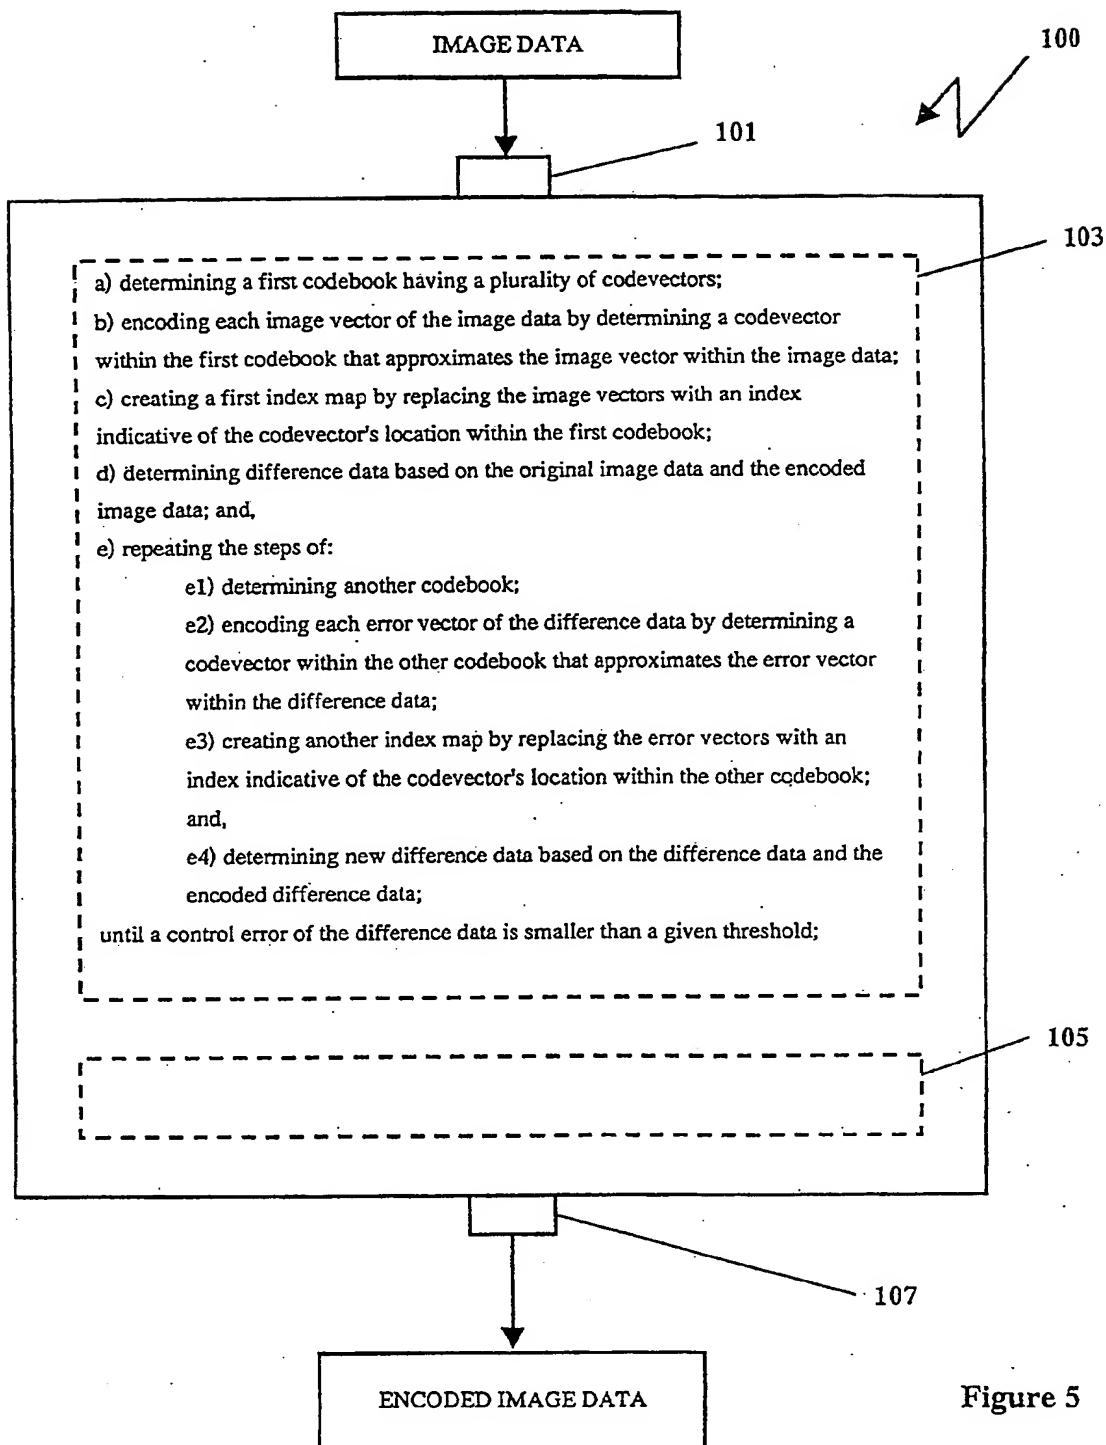 IMAGE DATA
100
101
103
a) determining a first codebook having a plurality of codevectors;
b) encoding each image vector of the image data by determining a codevector
within the first codebook that approximates the image vector within the image data;
c) creating a first index map by replacing the image vectors with an index
indicative of the codevector's location within the first codebook;
d) determining difference data based on the original image data and the encoded
image data; and,
e) repeating the steps of:
e1) determining another codebook;
e2) encoding each error vector of the difference data by determining a
codevector within the other codebook that approximates the error vector
within the difference data;
e3) creating another index map by replacing the error vectors with an
index indicative of the codevector's location within the other codebook;
and,
e4) determining new difference data based on the difference data and the
encoded difference data;
until a control error of the difference data is smaller than a given threshold;
105
107
ENCODED IMAGE DATA
Figure 5